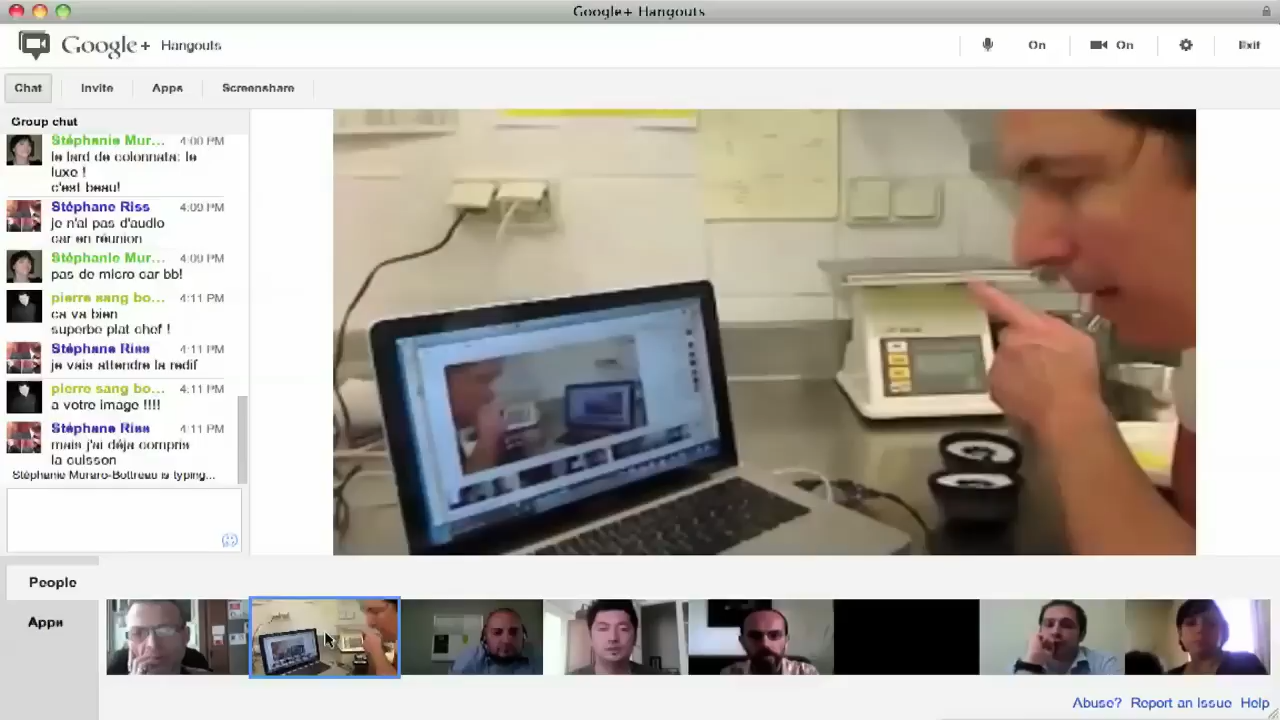 Google+ Hangouts
Google+ Hangouts
On
On
Exit
Chat
Invite
Apps
Screenshare
Group chat
Stéphanie Mur... 4:00 PM
le lard de colonnata: le
luxe !
c'est beau!
Stéphane Riss 4:09 PM
je n'ai pas d'audio
car en réunion
Stéphanie Mur... 4:09 PM
pas de micro car bb!
pierre sang bo... 4:11 PM
ca va bien
superbe plat chef !
Stéphane Riss 4:11 PM
je vais attendre la redif
pierre sang bo... 4:11 PM
a votre image !!!!
Stéphane Riss 4:11 PM
mais j'ai déja compris
la cuisson
Stéphanie Muraro-Bottreau is typing...
People
Apps
Abuse? Report an Issue Help